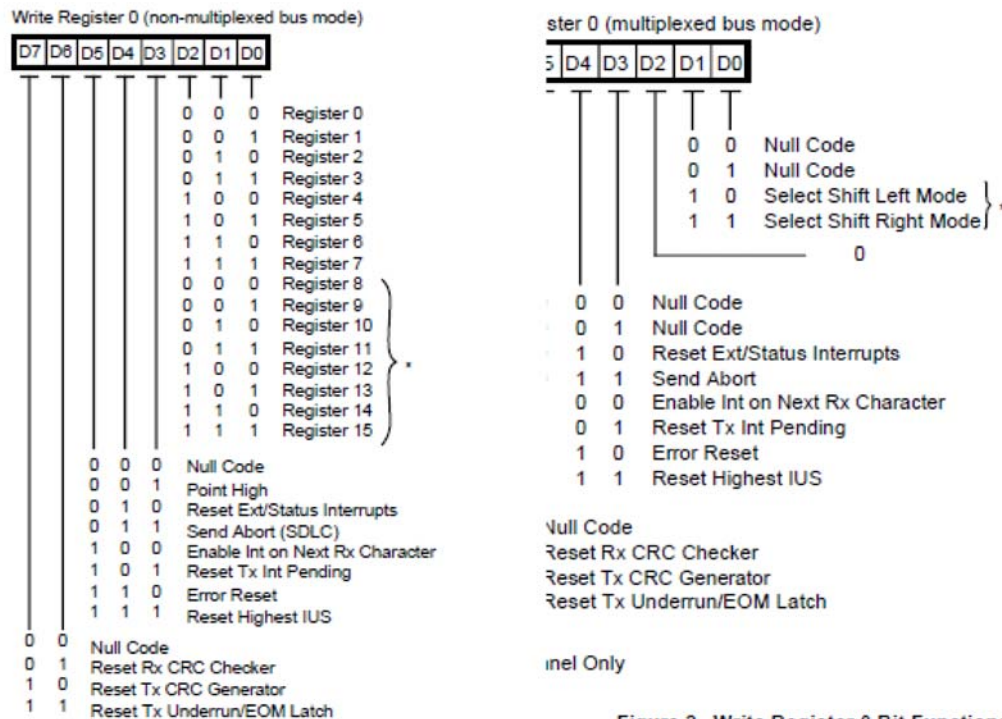 Write Register 0 (non-multiplexed bus mode)
D7 D6 D5 D4 D3 D2 D1 D0
0 0 0 Register 0
0 0 1 Register 1
0 1 0 Register 2
0 1 1 Register 3
1 0 0 Register 4
1 0 1 Register 5
1 1 0 Register 6
1 1 1 Register 7
0 0 0 Register 8
0 0 1 Register 9
0 1 0 Register 10
0 1 1 Register 11
1 0 0 Register 12
1 0 1 Register 13
1 1 0 Register 14
1 1 1 Register 15
*
0 0 0 Null Code
0 0 1 Point High
0 1 0 Reset Ext/Status Interrupts
0 1 1 Send Abort (SDLC)
1 0 0 Enable Int on Next Rx Character
1 0 1 Reset Tx Int Pending
1 1 0 Error Reset
1 1 1 Reset Highest IUS
0 0 Null Code
0 1 Reset Rx CRC Checker
1 0 Reset Tx CRC Generator
1 1 Reset Tx Underrun/EOM Latch
ster 0 (multiplexed bus mode)
5 D4 D3 D2 D1 D0
0 0 Null Code
0 1 Null Code
1 0 Select Shift Left Mode
1 1 Select Shift Right Mode
0
0 0 Null Code
0 1 Null Code
1 0 Reset Ext/Status Interrupts
1 1 Send Abort
0 0 Enable Int on Next Rx Character
0 1 Reset Tx Int Pending
1 0 Error Reset
1 1 Reset Highest IUS
Null Code
Reset Rx CRC Checker
Reset Tx CRC Generator
Reset Tx Underrun/EOM Latch
nel Only